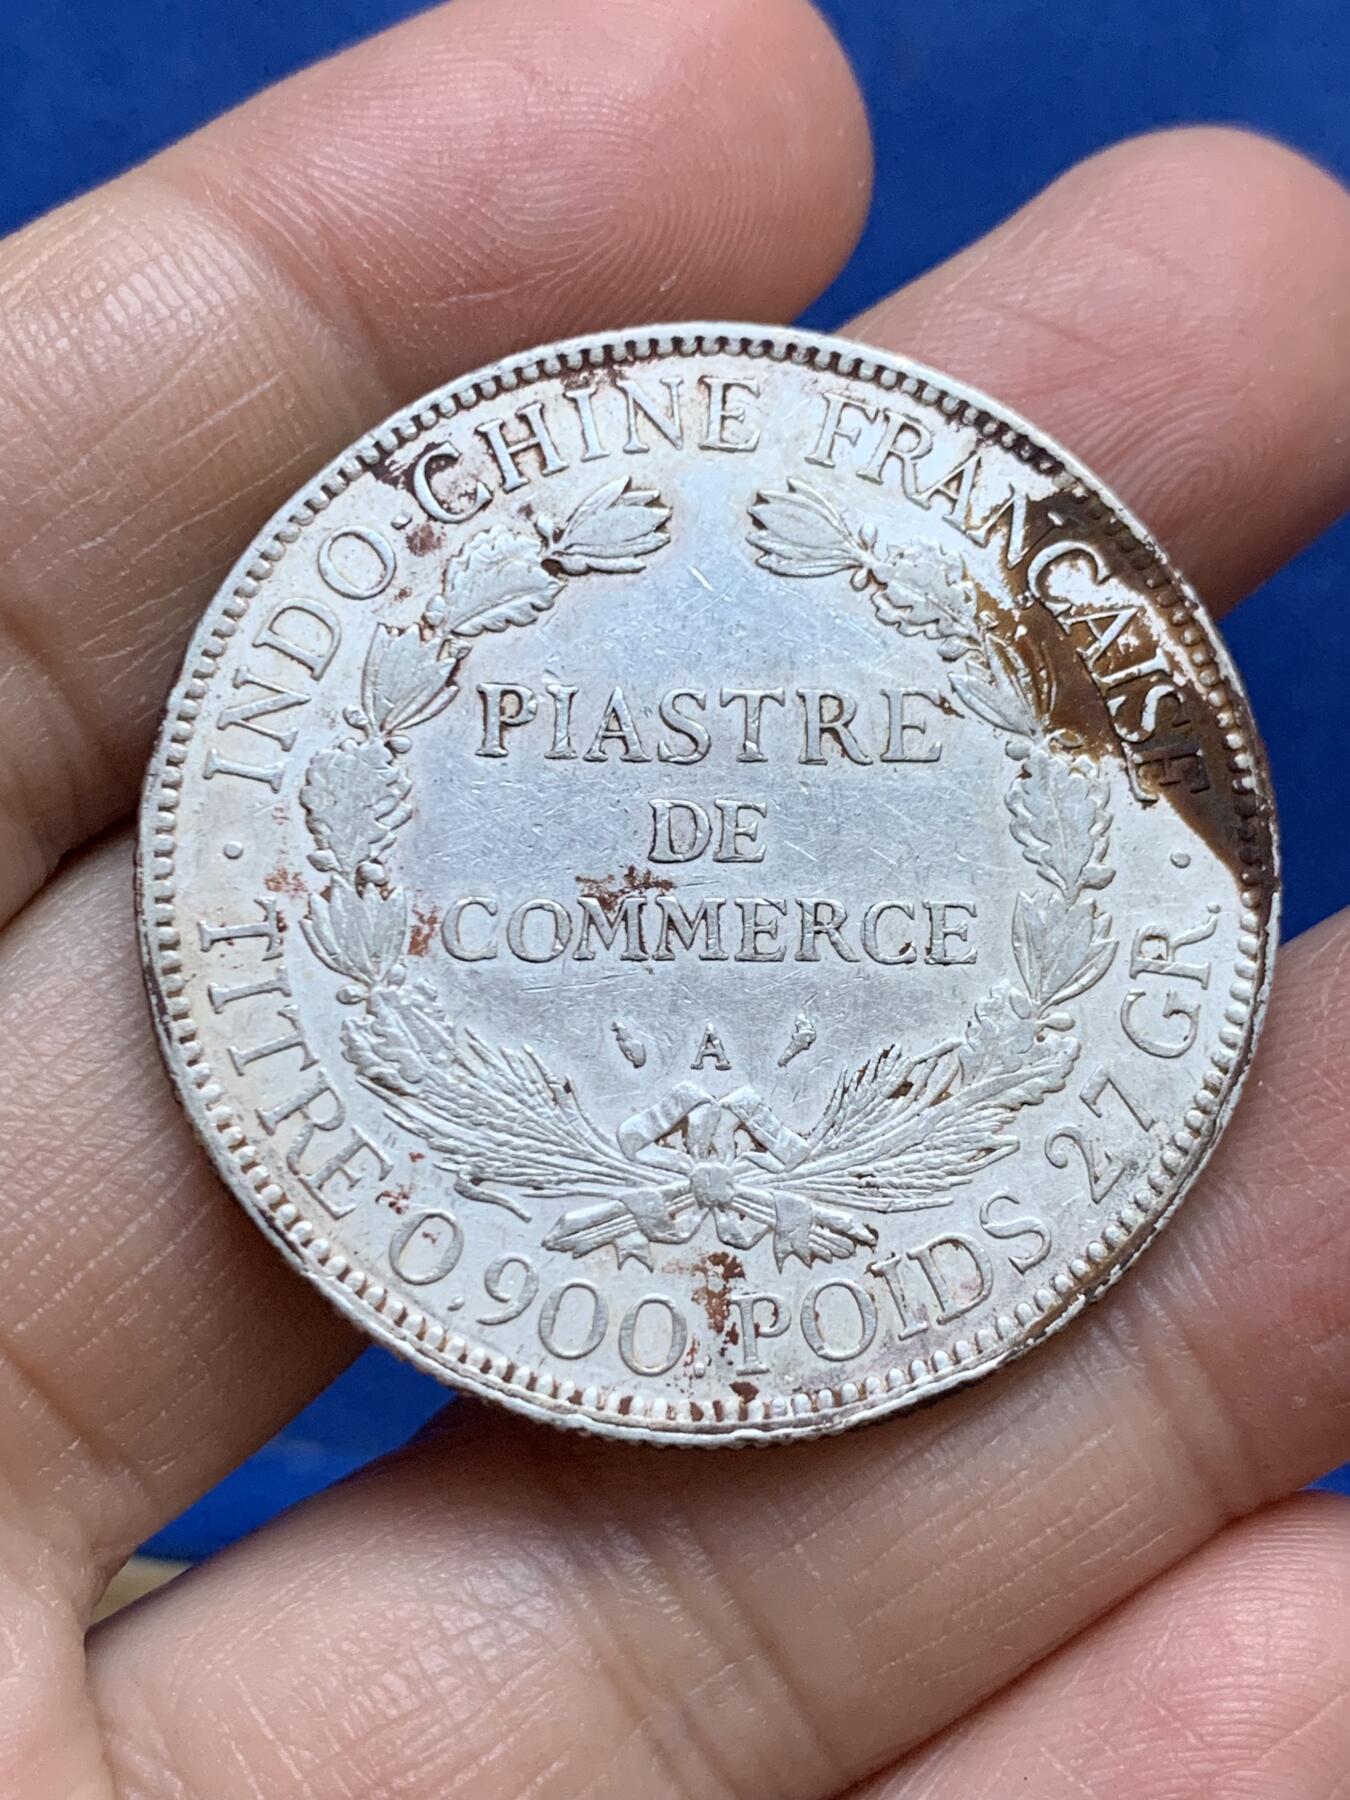 INDO-CHINE FRANÇAISE
PIASTRE
DE
COMMERCE
A
· TITRE 0,900. POIDS 27 GR. ·